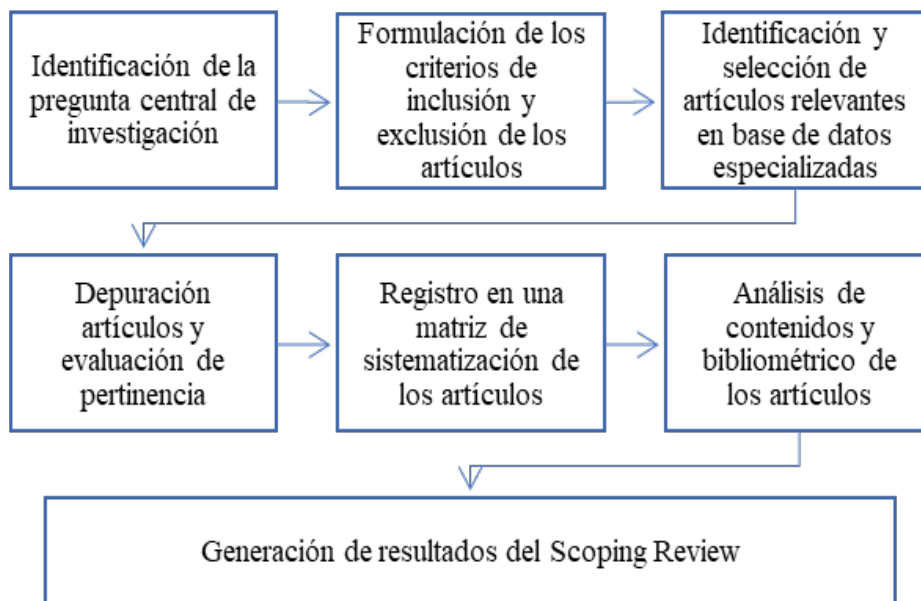 Identificación de la
pregunta central de
investigación
Formulación de los
criterios de
inclusión y
exclusión de los
artículos
Identificación y
selección de
artículos relevantes
en base de datos
especializadas
Depuración
artículos y
evaluación de
pertinencia
Registro en una
matriz de
sistematización de
los artículos
Análisis de
contenidos y
bibliométrico de
los artículos
Generación de resultados del Scoping Review